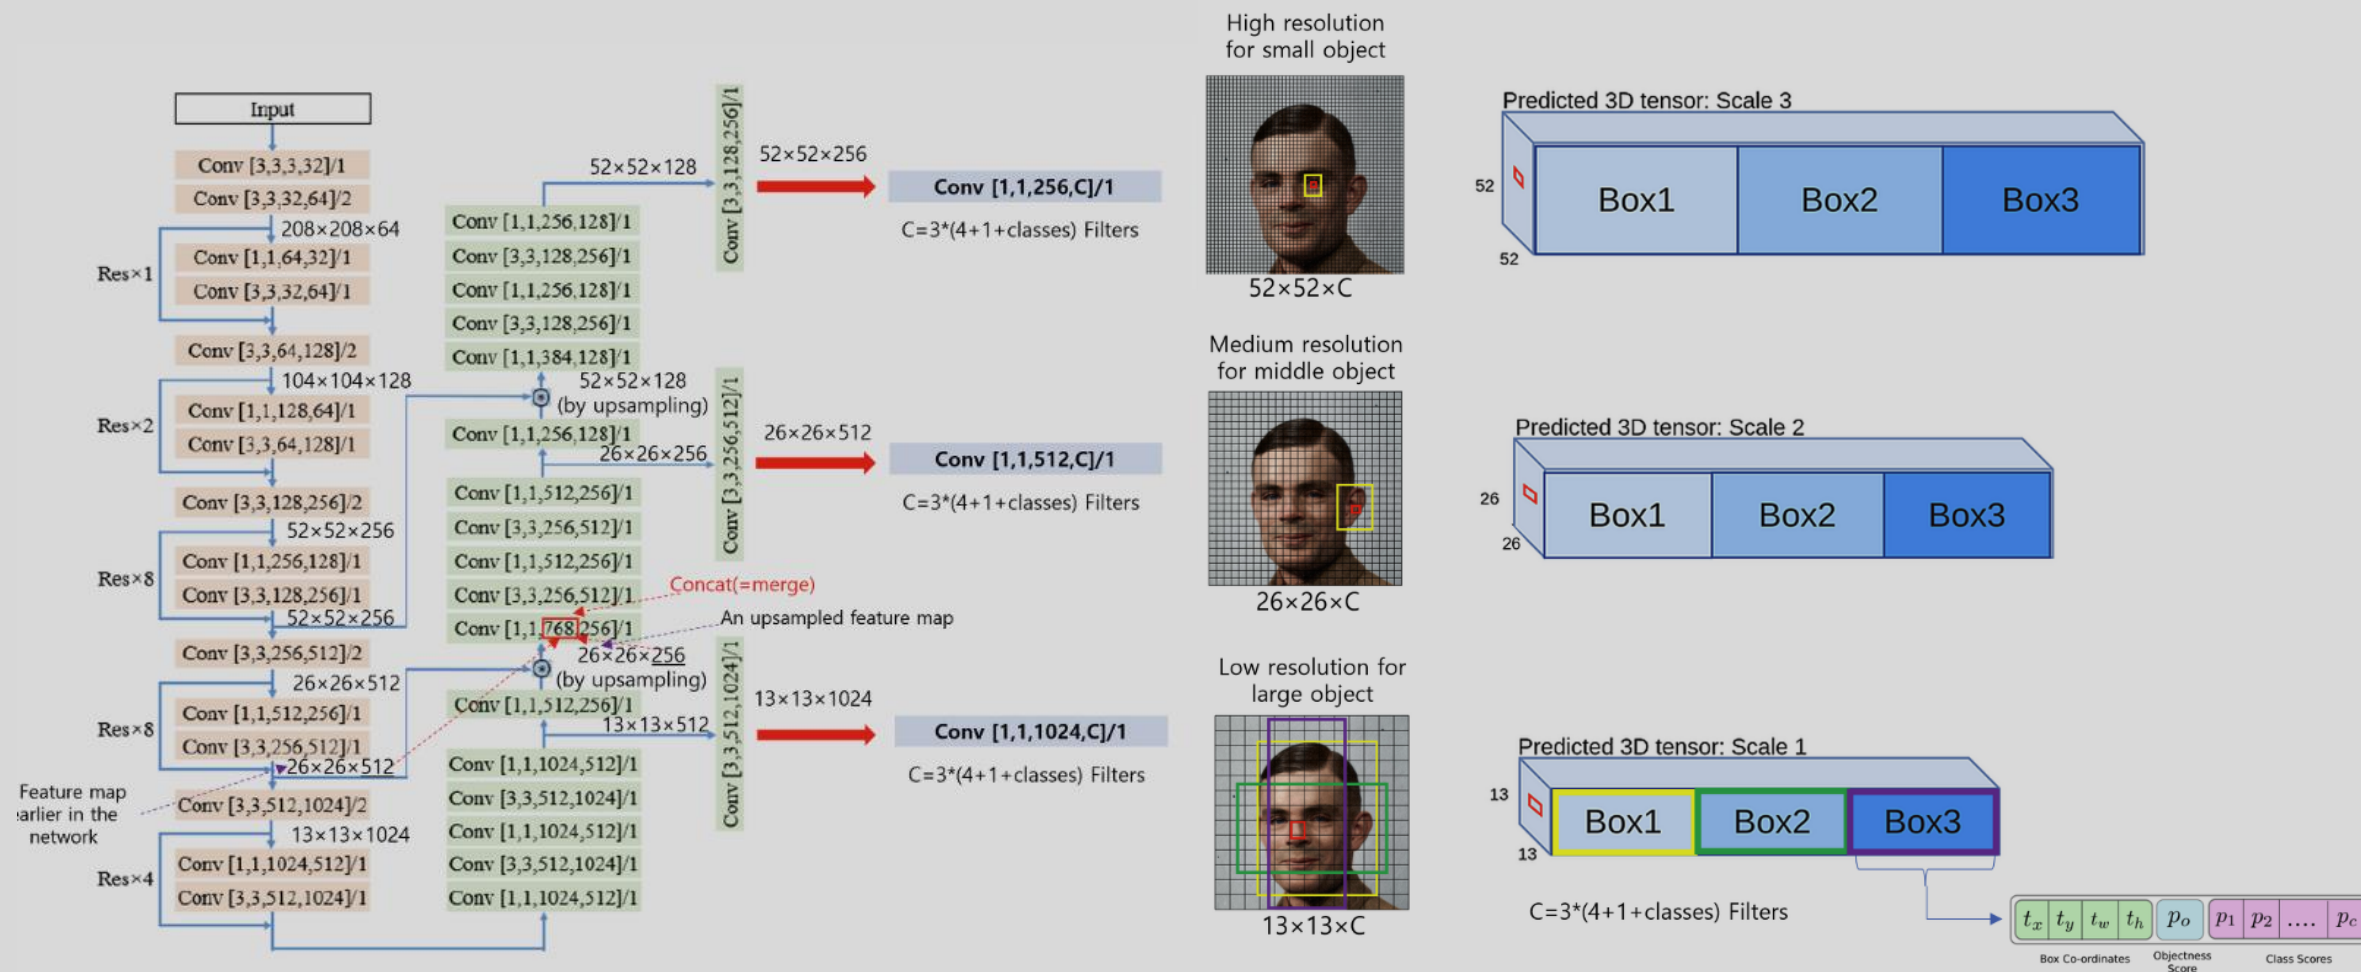 Input
Conv [3,3,3,32]/1
Conv [3,3,32,64]/2
208×208×64
Res×1
Conv [1,1,64,32]/1
Conv [3,3,32,64]/1
Conv [3,3,64,128]/2
104×104×128
Res×2
Conv [1,1,128,64]/1
Conv [3,3,64,128]/1
Conv [3,3,128,256]/2
52×52×256
Res×8
Conv [1,1,256,128]/1
Conv [3,3,128,256]/1
52×52×256
Conv [3,3,256,512]/2
26×26×512
Res×8
Conv [1,1,512,256]/1
Conv [3,3,256,512]/1
26×26×512
Feature map
earlier in the
network
Conv [3,3,512,1024]/2
13×13×1024
Res×4
Conv [1,1,1024,512]/1
Conv [3,3,512,1024]/1
52×52×128
Conv [1,1,256,128]/1
Conv [3,3,128,256]/1
Conv [1,1,256,128]/1
Conv [3,3,128,256]/1
Conv [1,1,384,128]/1
52×52×128
(by upsampling)
Conv [1,1,256,128]/1
26×26×256
Conv [1,1,512,256]/1
Conv [3,3,256,512]/1
Conv [1,1,512,256]/1
Conv [3,3,256,512]/1
Conv [1,1,768,256]/1
Concat(=merge)
An upsampled feature map
26×26×256
(by upsampling)
Conv [1,1,512,256]/1
13×13×512
Conv [1,1,1024,512]/1
Conv [3,3,512,1024]/1
Conv [1,1,1024,512]/1
Conv [3,3,512,1024]/1
Conv [1,1,1024,512]/1
Conv [3,3,128,256]/1
52×52×256
Conv [1,1,256,C]/1
C=3*(4+1+classes) Filters
Conv [3,3,256,512]/1
26×26×512
Conv [1,1,512,C]/1
C=3*(4+1+classes) Filters
Conv [3,3,512,1024]/1
13×13×1024
Conv [1,1,1024,C]/1
C=3*(4+1+classes) Filters
High resolution
for small object
52×52×C
Medium resolution
for middle object
26×26×C
Low resolution for
large object
13×13×C
Predicted 3D tensor: Scale 3
52
52
Box1 Box2 Box3
Predicted 3D tensor: Scale 2
26
26
Box1 Box2 Box3
Predicted 3D tensor: Scale 1
13
13
Box1 Box2 Box3
C=3*(4+1+classes) Filters
tx ty tw th po p1 p2 .... pc
Box Co-ordinates
Objectness
Score
Class Scores